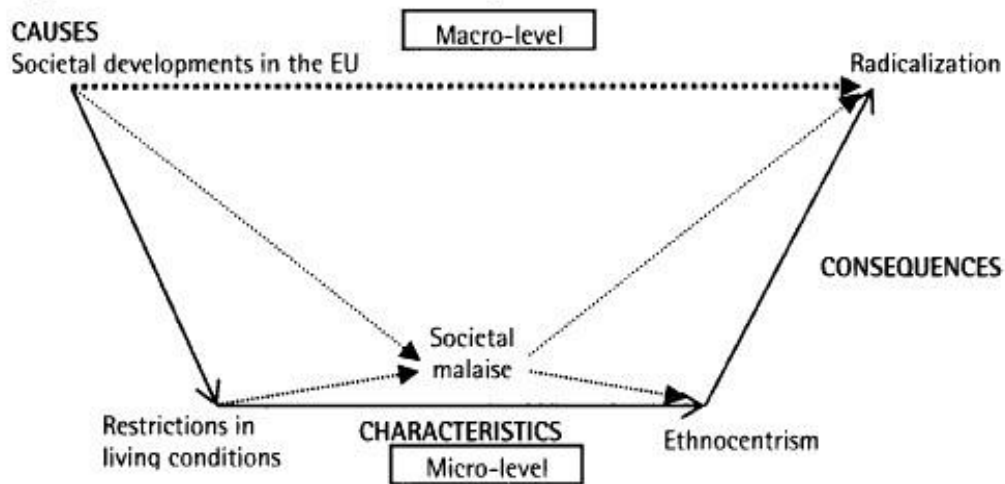 CAUSES
Macro-level
Societal developments in the EU
Radicalization
CONSEQUENCES
Societal
malaise
Restrictions in
living conditions
CHARACTERISTICS
Ethnocentrism
Micro-level